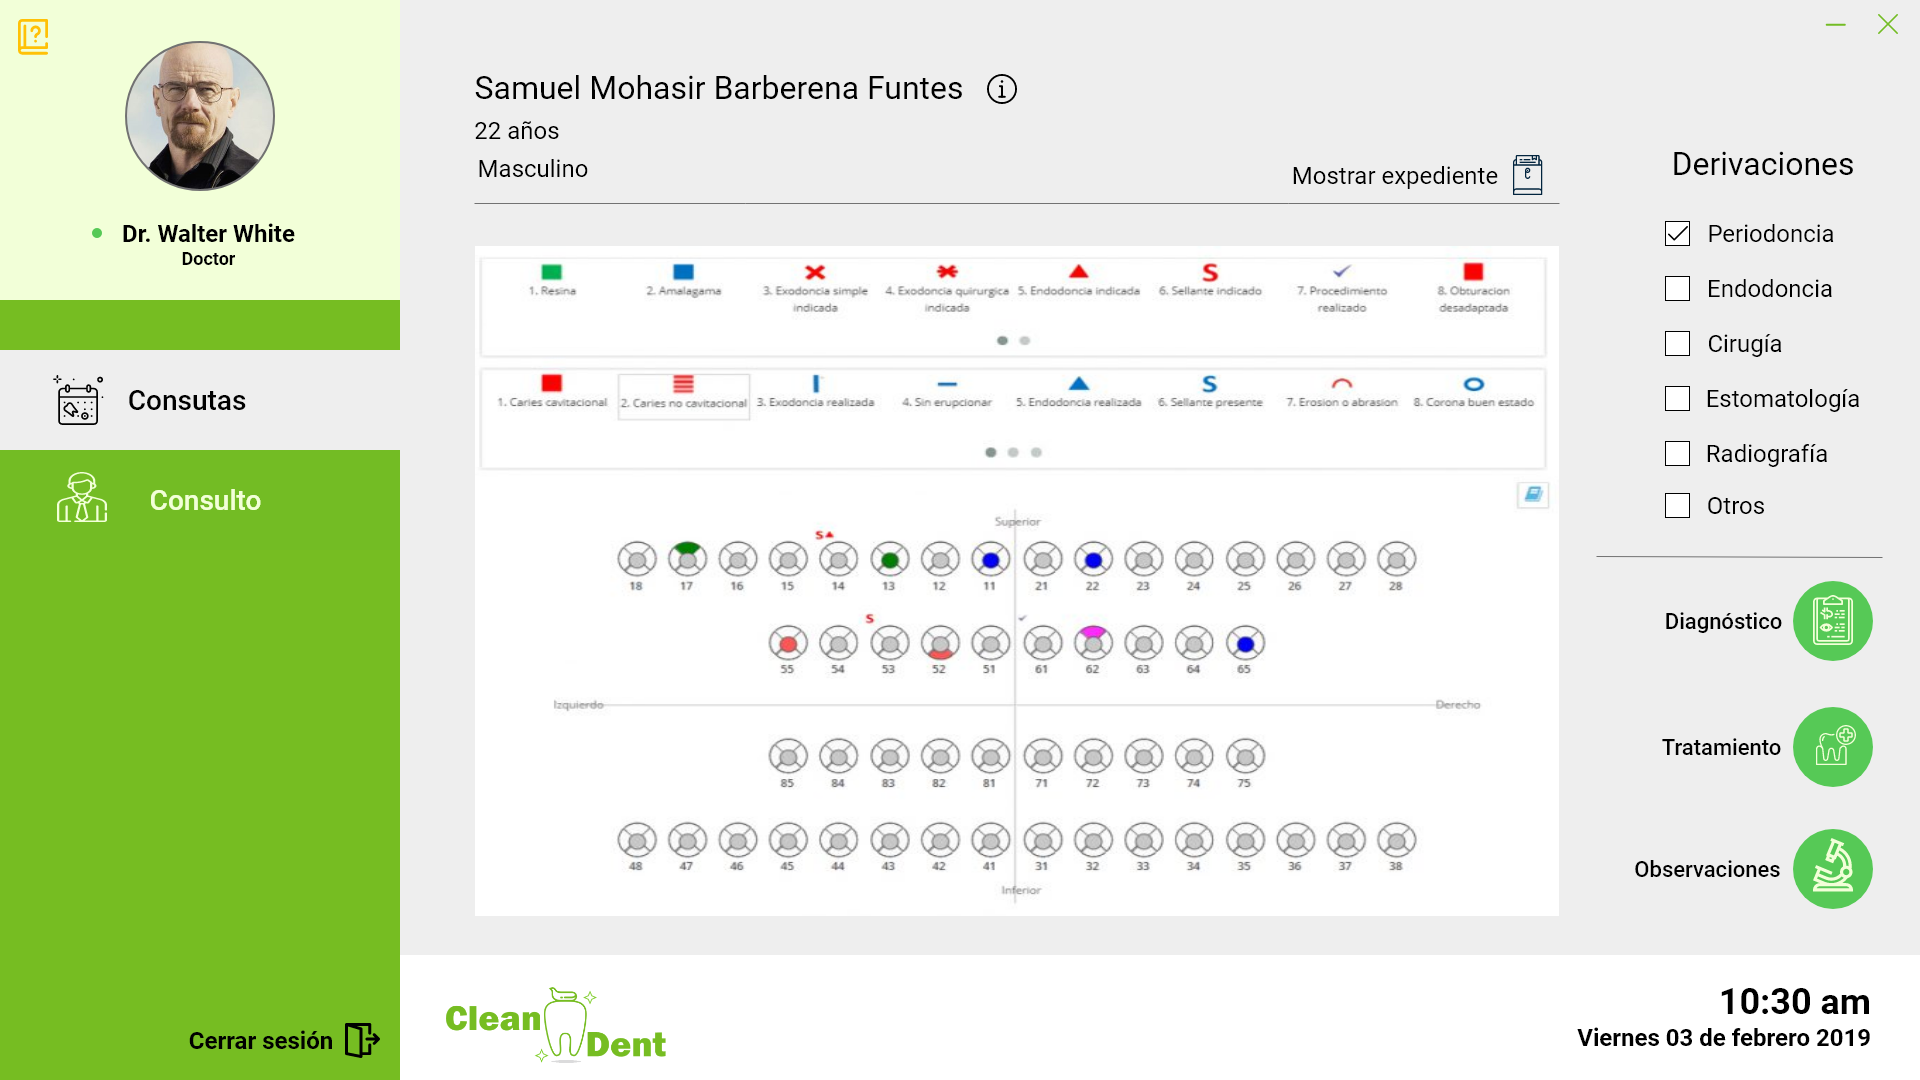 Samuel Mohasir Barberena Funtes
22 años
Masculino
Mostrar expediente
Dr. Walter White
Doctor
Consutas
Consulto
Cerrar sesión
1. Resina
2. Amalagama
3. Exodoncia simple indicada
4. Exodoncia quirurgica indicada
5. Endodoncia indicada
S
6. Sellante indicado
7. Procedimiento realizado
8. Obturacion desadaptada
1. Caries cavitacional
2. Caries no cavitacional
3. Exodoncia realizada
4. Sin erupcionar
5. Endodoncia realizada
S
6. Sellante presente
7. Erosion o abrasion
8. Corona buen estado
Superior
S
18 17 16 15 14 13 12 11 21 22 23 24 25 26 27 28
S
55 54 53 52 51 61 62 63 64 65
Izquierdo
Derecho
85 84 83 82 81 71 72 73 74 75
48 47 46 45 44 43 42 41 31 32 33 34 35 36 37 38
Inferior
Derivaciones
Periodoncia
Endodoncia
Cirugía
Estomatología
Radiografía
Otros
Diagnóstico
Tratamiento
Observaciones
Clean
Dent
10:30 am
Viernes 03 de febrero 2019